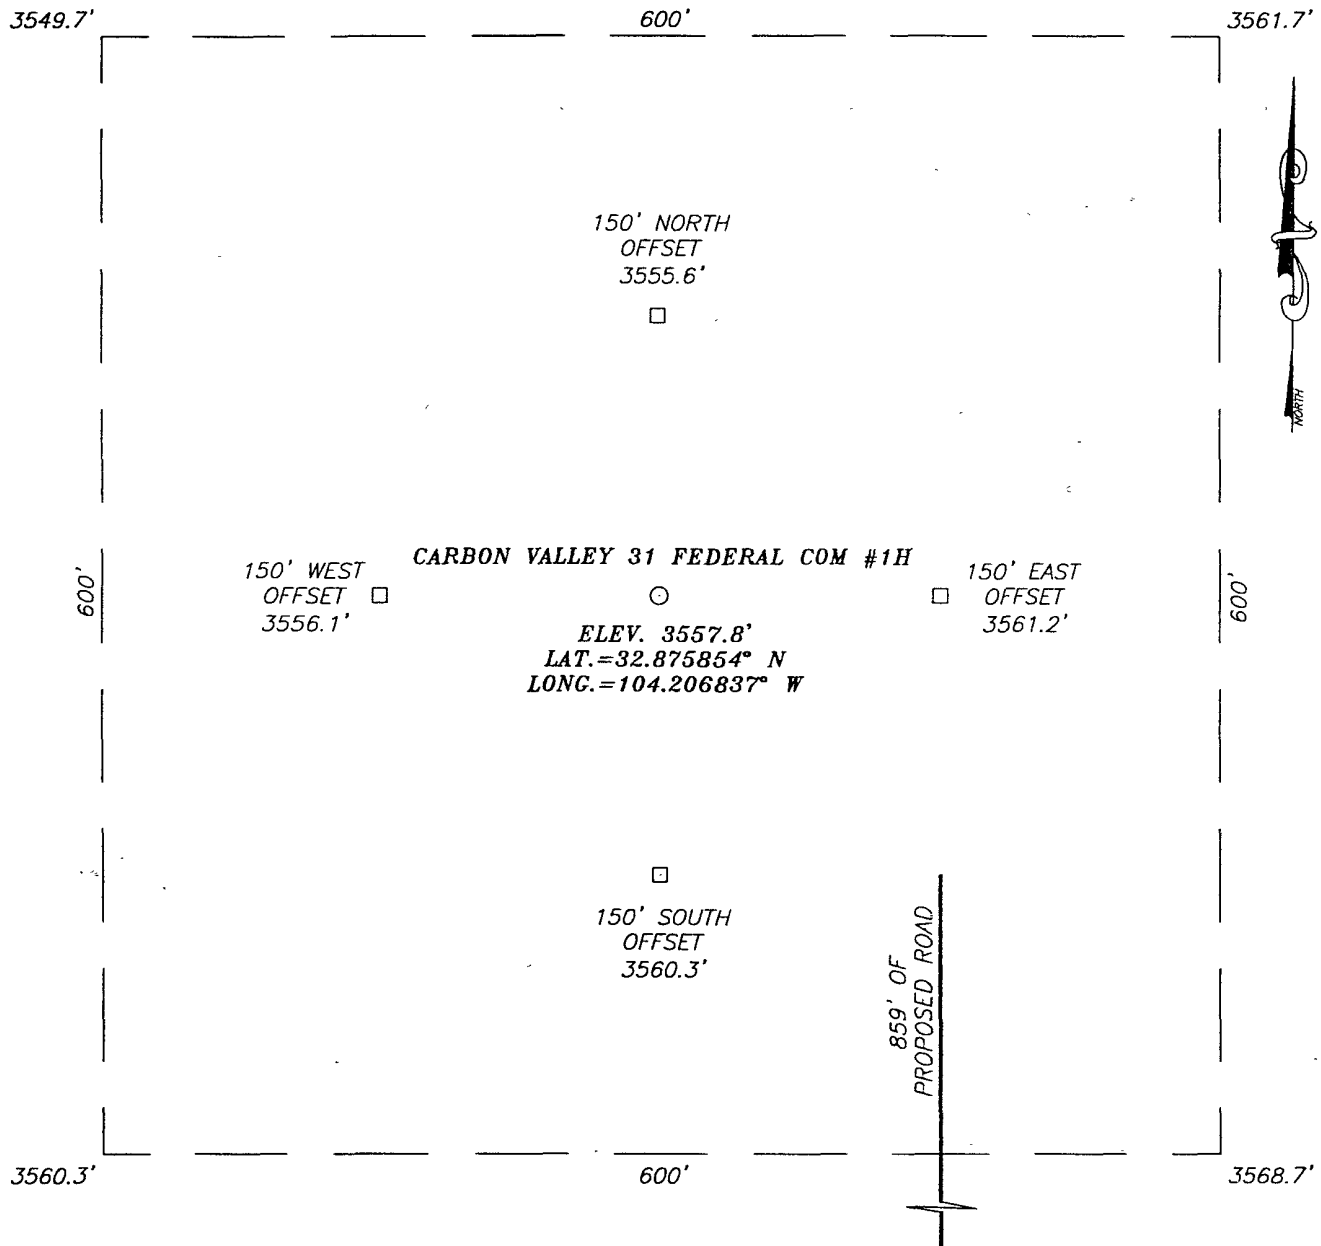 3549.7'
600'
3561.7'
NORTH
150' NORTH
OFFSET
3555.6'
600'
150' WEST
OFFSET
3556.1'
CARBON VALLEY 31 FEDERAL COM #1H
ELEV. 3557.8'
LAT.=32.875854° N
LONG.=104.206837° W
150' EAST
OFFSET
3561.2'
600'
150' SOUTH
OFFSET
3560.3'
859' OF
PROPOSED ROAD
3560.3'
600'
3568.7'